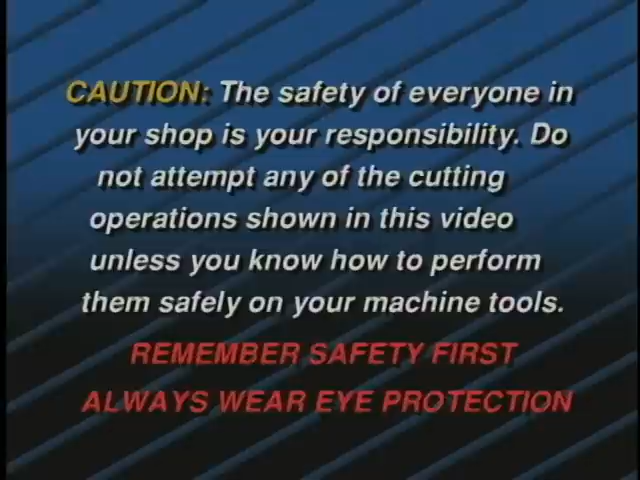 CAUTION: The safety of everyone in
your shop is your responsibility. Do
not attempt any of the cutting
operations shown in this video
unless you know how to perform
them safely on your machine tools.
REMEMBER SAFETY FIRST
ALWAYS WEAR EYE PROTECTION